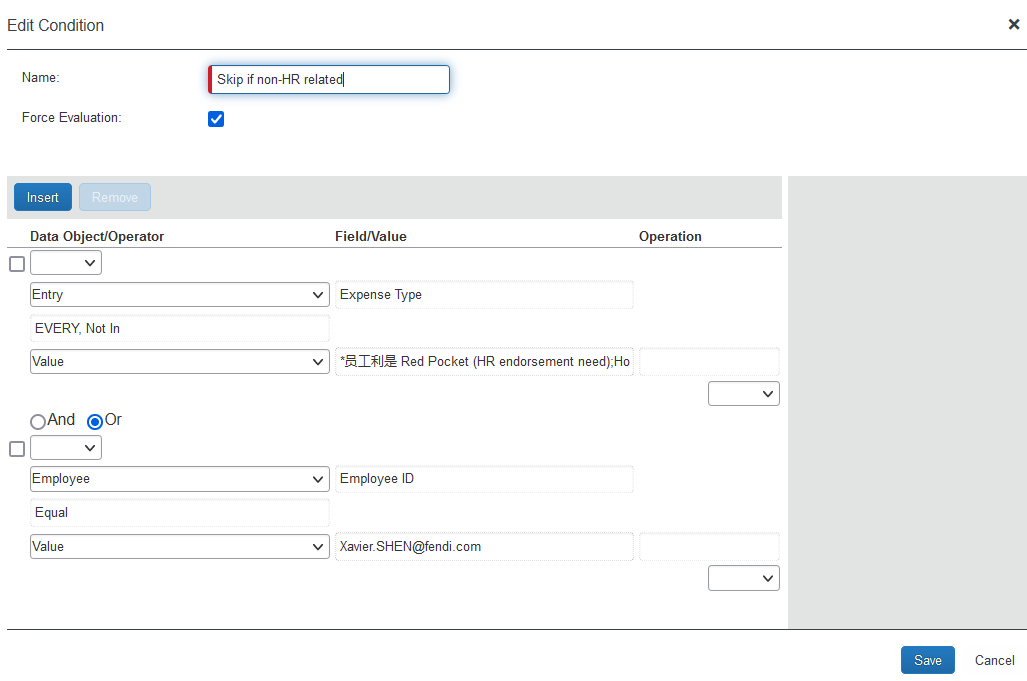 Edit Condition
Name:
Skip if non-HR related
Force Evaluation:
Insert Remove
Data Object/Operator Field/Value Operation
Entry Expense Type
EVERY, Not In
Value *员工利是 Red Pocket (HR endorsement need);Ho
And Or
Employee Employee ID
Equal
Value Xavier.SHEN@fendi.com
Save Cancel